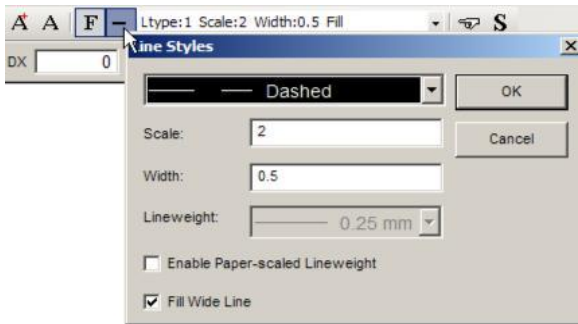 A A F Ltype:1 Scale:2 Width:0.5 Fill S
DX 0
Line Styles
Dashed
OK
Scale: 2
Cancel
Width: 0.5
Lineweight: 0.25 mm
Enable Paper-scaled Lineweight
Fill Wide Line